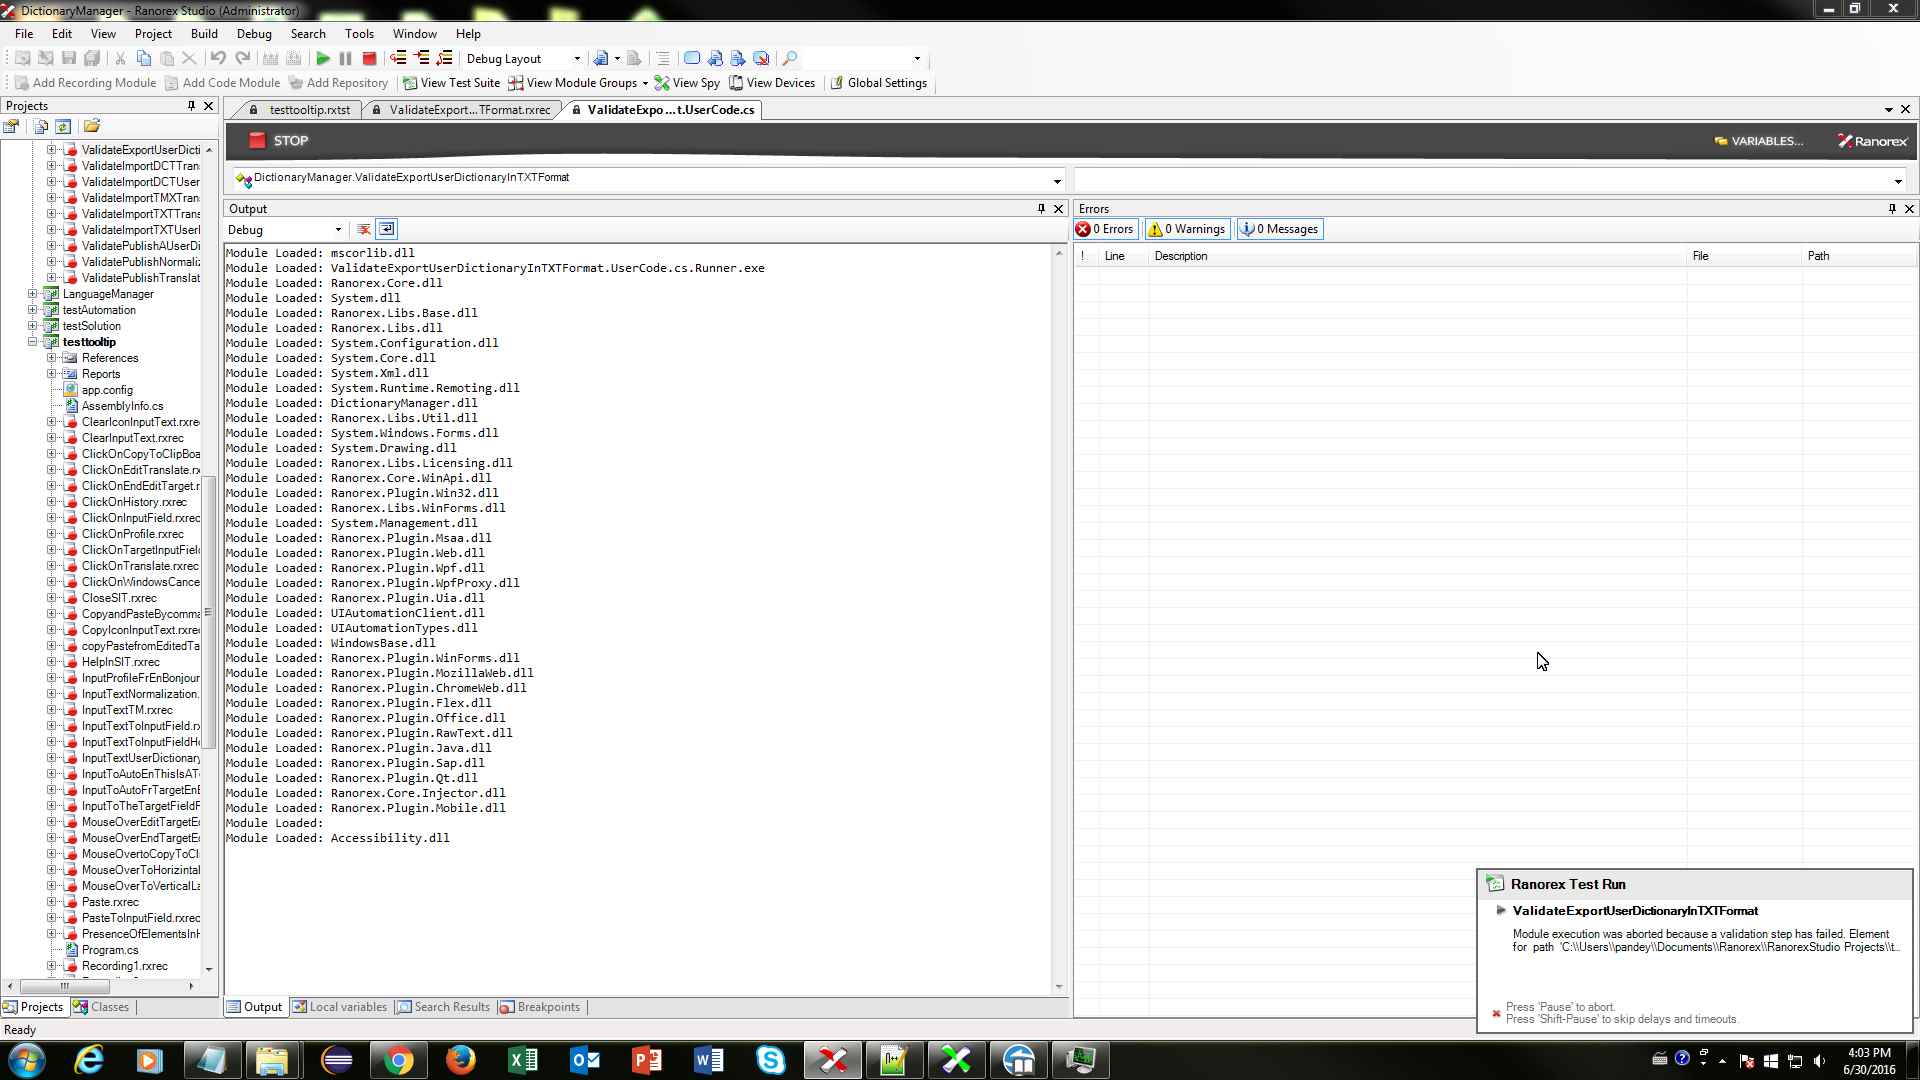 DictionaryManager - Ranorex Studio (Administrator)
File Edit View Project Build Debug Search Tools Window Help
Debug Layout
Add Recording Module Add Code Module Add Repository View Test Suite View Module Groups View Spy View Devices Global Settings
Projects
testtooltip.rxtst ValidateExport...TFormat.rxrec ValidateExpo...t.UserCode.cs
STOP VARIABLES... Ranorex
DictionaryManager.ValidateExportUserDictionaryInTXTFormat
ValidateExportUserDicti
ValidateImportDCTTran
ValidateImportDCTUser
ValidateImportTMXTran
ValidateImportTXTTrans
ValidateImportTXTUserI
ValidatePublishAUserDi
ValidatePublishNormali
ValidatePublishTranslat
LanguageManager
testAutomation
testSolution
testtooltip
References
Reports
app.config
AssemblyInfo.cs
ClearIconInputText.rxre
ClearInputText.rxrec
ClickOnCopyToClipBoa
ClickOnEditTranslate.rx
ClickOnEndEditTarget.r
ClickOnHistory.rxrec
ClickOnInputField.rxrec
ClickOnProfile.rxrec
ClickOnTargetInputField
ClickOnTranslate.rxrec
ClickOnWindowsCance
CloseSIT.rxrec
CopyandPasteBycomma
CopyIconInputText.rxre
copyPastefromEditedTa
HelpInSIT.rxrec
InputProfileFrEnBonjour
InputTextNormalization.
InputTextTM.rxrec
InputTextToInputField.rx
InputTextToInputFieldHi
InputTextUserDictionary
InputToAutoEnThisIsAT
InputToAutoFrTargetEnE
InputToTheTargetFieldF
MouseOverEditTargetEc
MouseOverEndTargetEc
MouseOvertoCopyToCl
MouseOverToHorizintal
MouseOverToVerticalLa
Paste.rxrec
PasteToInputField.rxrec
PresenceOfElementsInH
Program.cs
Recording1.rxrec
Projects Classes
Output
Debug
Module Loaded: mscorlib.dll
Module Loaded: ValidateExportUserDictionaryInTXTFormat.UserCode.cs.Runner.exe
Module Loaded: Ranorex.Core.dll
Module Loaded: System.dll
Module Loaded: Ranorex.Libs.Base.dll
Module Loaded: Ranorex.Libs.dll
Module Loaded: System.Configuration.dll
Module Loaded: System.Core.dll
Module Loaded: System.Xml.dll
Module Loaded: System.Runtime.Remoting.dll
Module Loaded: DictionaryManager.dll
Module Loaded: Ranorex.Libs.Util.dll
Module Loaded: System.Windows.Forms.dll
Module Loaded: System.Drawing.dll
Module Loaded: Ranorex.Libs.Licensing.dll
Module Loaded: Ranorex.Core.WinApi.dll
Module Loaded: Ranorex.Plugin.Win32.dll
Module Loaded: Ranorex.Libs.WinForms.dll
Module Loaded: System.Management.dll
Module Loaded: Ranorex.Plugin.Msaa.dll
Module Loaded: Ranorex.Plugin.Web.dll
Module Loaded: Ranorex.Plugin.Wpf.dll
Module Loaded: Ranorex.Plugin.WpfProxy.dll
Module Loaded: Ranorex.Plugin.Uia.dll
Module Loaded: UIAutomationClient.dll
Module Loaded: UIAutomationTypes.dll
Module Loaded: WindowsBase.dll
Module Loaded: Ranorex.Plugin.WinForms.dll
Module Loaded: Ranorex.Plugin.MozillaWeb.dll
Module Loaded: Ranorex.Plugin.ChromeWeb.dll
Module Loaded: Ranorex.Plugin.Flex.dll
Module Loaded: Ranorex.Plugin.Office.dll
Module Loaded: Ranorex.Plugin.RawText.dll
Module Loaded: Ranorex.Plugin.Java.dll
Module Loaded: Ranorex.Plugin.Sap.dll
Module Loaded: Ranorex.Plugin.Qt.dll
Module Loaded: Ranorex.Core.Injector.dll
Module Loaded: Ranorex.Plugin.Mobile.dll
Module Loaded:
Module Loaded: Accessibility.dll
Output Local variables Search Results Breakpoints
Errors
0 Errors 0 Warnings 0 Messages
! Line Description File Path
Ranorex Test Run
ValidateExportUserDictionaryInTXTFormat
Module execution was aborted because a validation step has failed. Element
for path 'C:\\Users\\pandey\\Documents\\Ranorex\\RanorexStudio Projects\\t...
Press 'Pause' to abort.
Press 'Shift-Pause' to skip delays and timeouts.
Ready
4:03 PM
6/30/2016